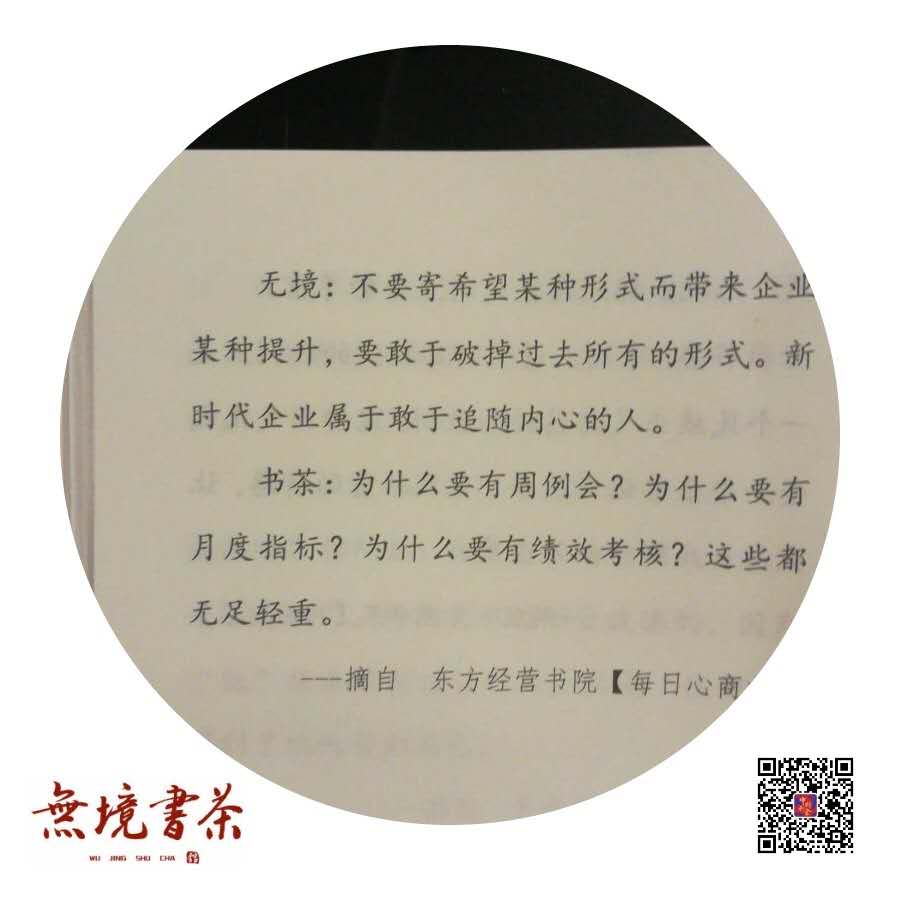 无境：不要寄希望某种形式而带来企业
某种提升，要敢于破掉过去所有的形式。新
时代企业属于敢于追随内心的人。
书茶：为什么要有周例会？为什么要有
月度指标？为什么要有绩效考核？这些都
无足轻重。
---摘自　东方经营书院【每日心商
無境書茶
WU JING SHU CHA